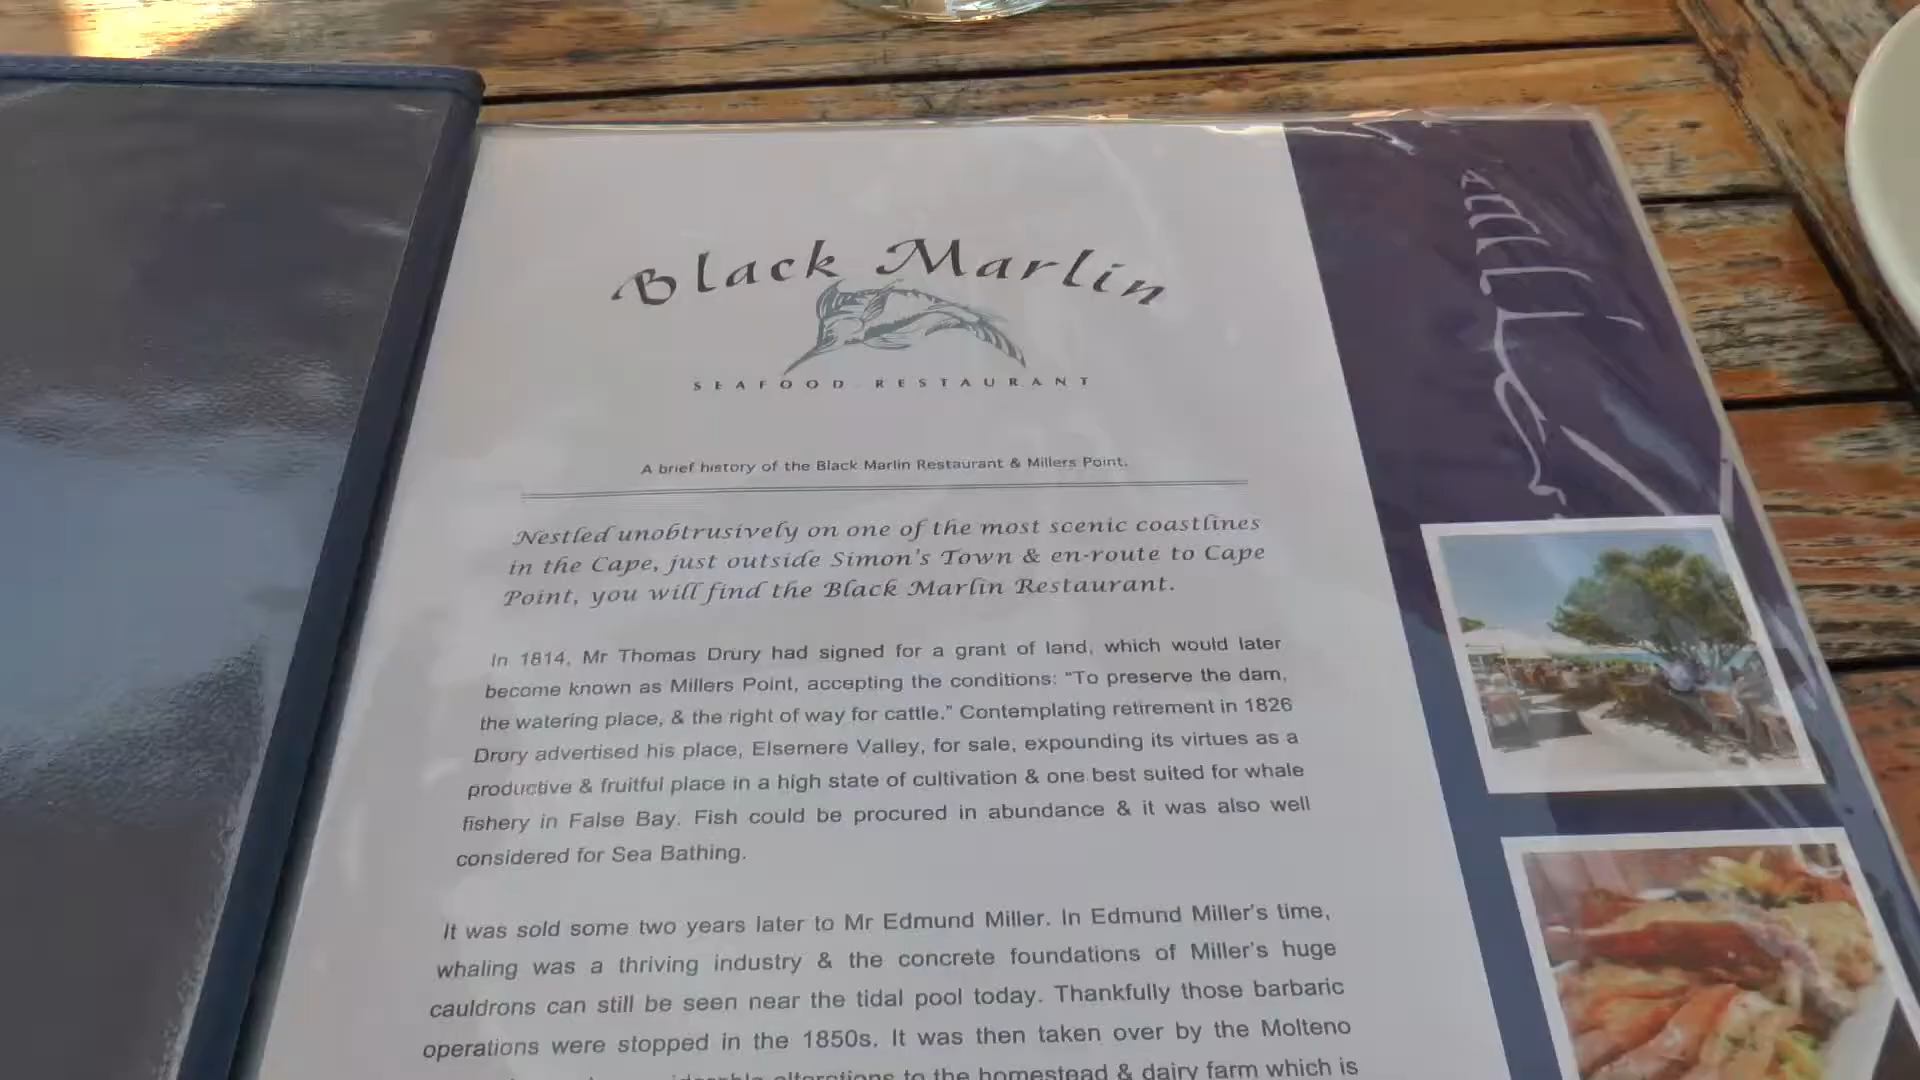 Black Marlin
SEAFOOD RESTAURANT
A brief history of the Black Marlin Restaurant & Millers Point.
Nestled unobtrusively on one of the most scenic coastlines
in the Cape, just outside Simon's Town & en-route to Cape
Point, you will find the Black Marlin Restaurant.
In 1814, Mr Thomas Drury had signed for a grant of land, which would later
become known as Millers Point, accepting the conditions: "To preserve the dam,
the watering place, & the right of way for cattle." Contemplating retirement in 1826
Drury advertised his place, Elsemere Valley, for sale, expounding its virtues as a
productive & fruitful place in a high state of cultivation & one best suited for whale
fishery in False Bay. Fish could be procured in abundance & it was also well
considered for Sea Bathing.
It was sold some two years later to Mr Edmund Miller. In Edmund Miller's time,
whaling was a thriving industry & the concrete foundations of Miller's huge
cauldrons can still be seen near the tidal pool today. Thankfully those barbaric
operations were stopped in the 1850s. It was then taken over by the Molteno
alterations to the homestead & dairy farm which is